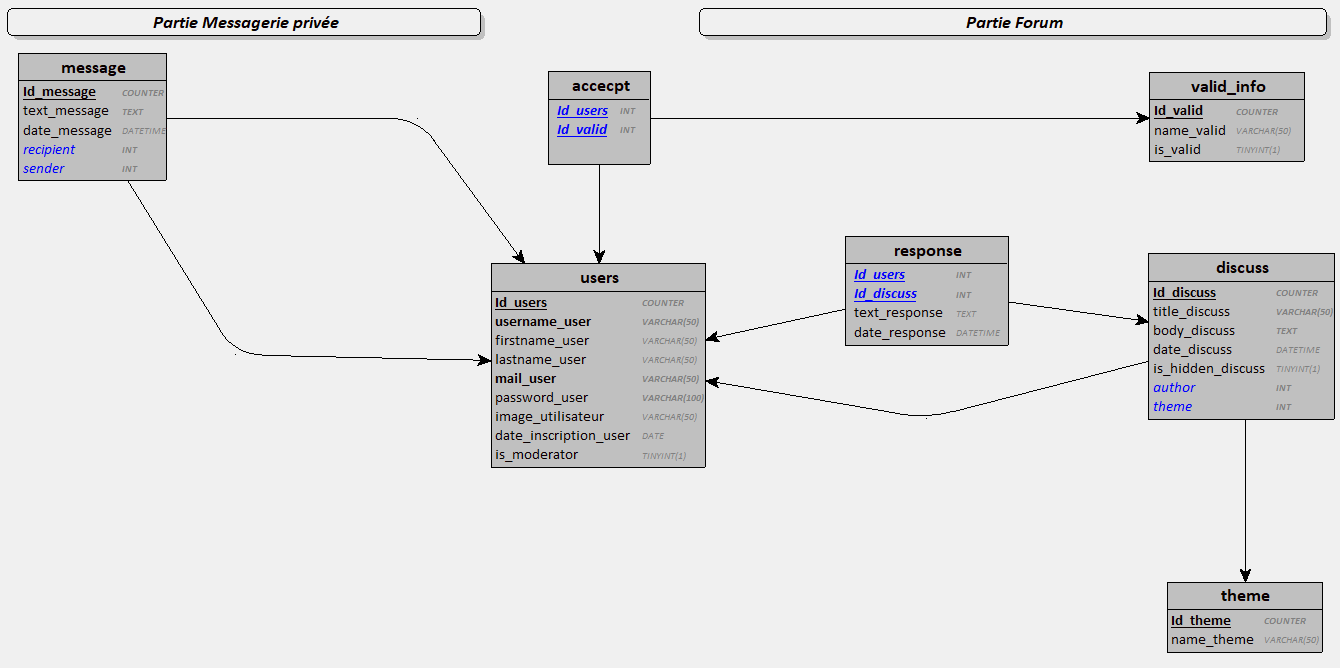 Partie Messagerie privée
Partie Forum
message
Id_message COUNTER
text_message TEXT
date_message DATETIME
recipient INT
sender INT
accecpt
Id_users INT
Id_valid INT
valid_info
Id_valid COUNTER
name_valid VARCHAR(50)
is_valid TINYINT(1)
users
Id_users COUNTER
username_user VARCHAR(50)
firstname_user VARCHAR(50)
lastname_user VARCHAR(50)
mail_user VARCHAR(50)
password_user VARCHAR(100)
image_utilisateur VARCHAR(50)
date_inscription_user DATE
is_moderator TINYINT(1)
response
Id_users INT
Id_discuss INT
text_response TEXT
date_response DATETIME
discuss
Id_discuss COUNTER
title_discuss VARCHAR(50)
body_discuss TEXT
date_discuss DATETIME
is_hidden_discuss TINYINT(1)
author INT
theme INT
theme
Id_theme COUNTER
name_theme VARCHAR(50)